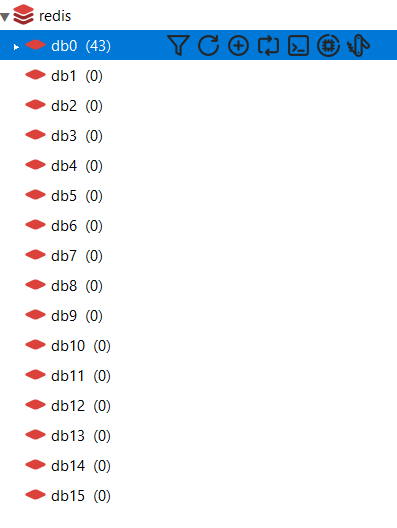 redis
db0 (43)
db1 (0)
db2 (0)
db3 (0)
db4 (0)
db5 (0)
db6 (0)
db7 (0)
db8 (0)
db9 (0)
db10 (0)
db11 (0)
db12 (0)
db13 (0)
db14 (0)
db15 (0)